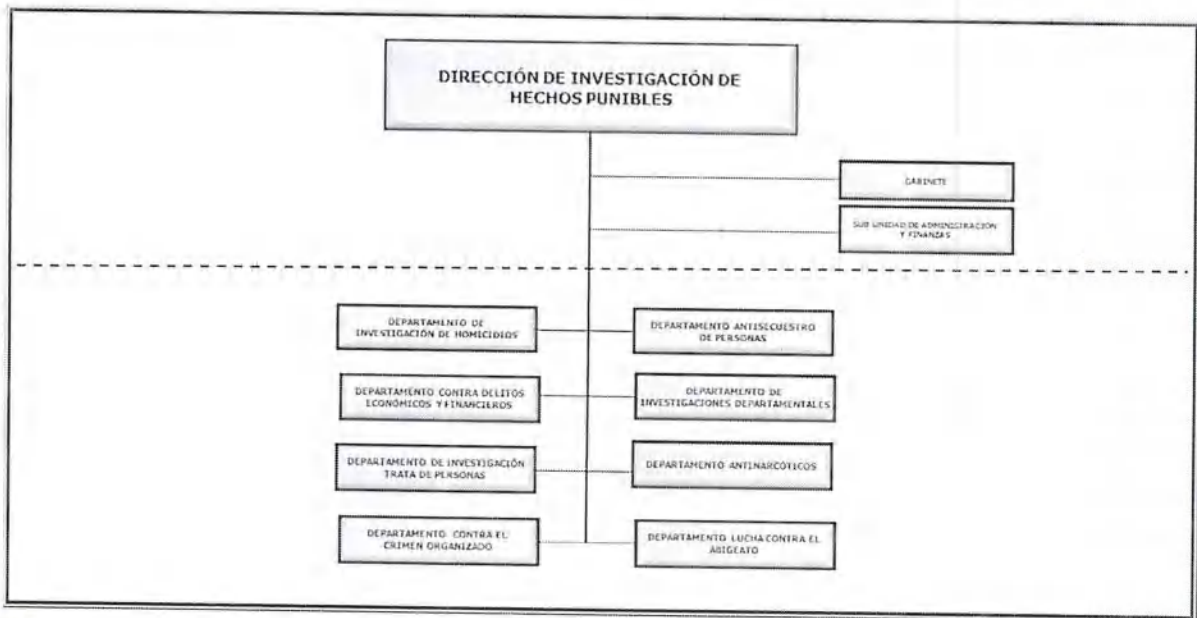 DIRECCIÓN DE INVESTIGACIÓN DE
HECHOS PUNIBLES
GABINETE
SUB UNIDAD DE ADMINISTRACIÓN
Y FINANZAS
DEPARTAMENTO DE
INVESTIGACIÓN DE HOMICIDIOS
DEPARTAMENTO ANTISECUESTRO
DE PERSONAS
DEPARTAMENTO CONTRA DELITOS
ECONÓMICOS Y FINANCIEROS
DEPARTAMENTO DE
INVESTIGACIONES DEPARTAMENTALES
DEPARTAMENTO DE INVESTIGACIÓN
TRATA DE PERSONAS
DEPARTAMENTO ANTINARCÓTICOS
DEPARTAMENTO CONTRA EL
CRIMEN ORGANIZADO
DEPARTAMENTO LUCHA CONTRA EL
ABIGEATO